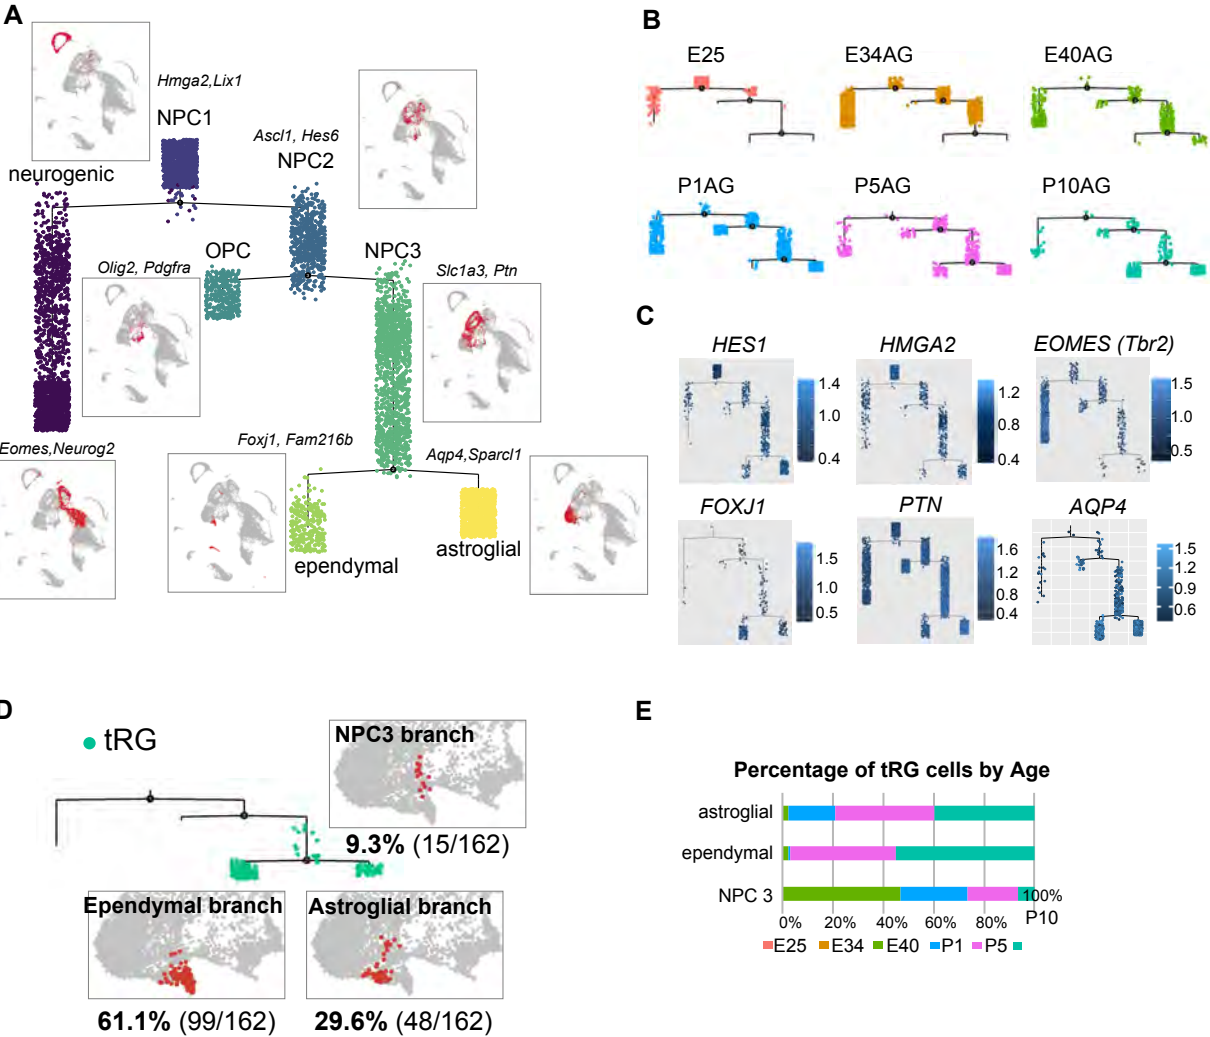 A
Hmga2,Lix1
NPC1
Ascl1, Hes6
NPC2
neurogenic
OPC
NPC3
Olig2, Pdgfra
Slc1a3, Ptn
Eomes,Neurog2
Foxj1, Fam216b
Aqp4,Sparcl1
ependymal
astroglial
B
E25
E34AG
E40AG
P1AG
P5AG
P10AG
C
HES1
1.4
1.0
0.4
HMGA2
1.2
0.8
0.4
EOMES (Tbr2)
1.5
1.0
0.5
FOXJ1
1.5
1.0
0.5
PTN
1.6
1.2
0.8
0.4
AQP4
1.5
1.2
0.9
0.6
D
tRG
NPC3 branch
9.3% (15/162)
Ependymal branch
61.1% (99/162)
Astroglial branch
29.6% (48/162)
E
Percentage of tRG cells by Age
astroglial
ependymal
NPC 3
0% 20% 40% 60% 80% 100%
E25 E34 E40 P1 P5 P10